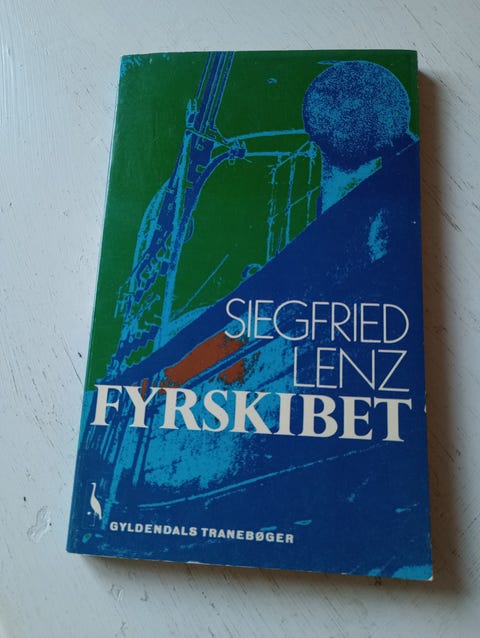 SIEGFRIED
LENZ
FYRSKIBET
GYLDENDALS TRANEBØGER